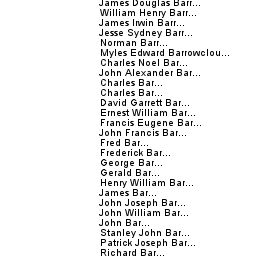 James Douglas Barr...
William Henry Barr...
James Irwin Barr...
Jesse Sydney Barr...
Norman Barr...
Myles Edward Barrowclou...
Charles Noel Bar...
John Alexander Bar...
Charles Bar...
Charles Bar...
David Garrett Bar...
Ernest William Bar...
Francis Eugene Bar...
John Francis Bar...
Fred Bar...
Frederick Bar...
George Bar...
Gerald Bar...
Henry William Bar...
James Bar...
John Joseph Bar...
John William Bar...
John Bar...
Stanley John Bar...
Patrick Joseph Bar...
Richard Bar...